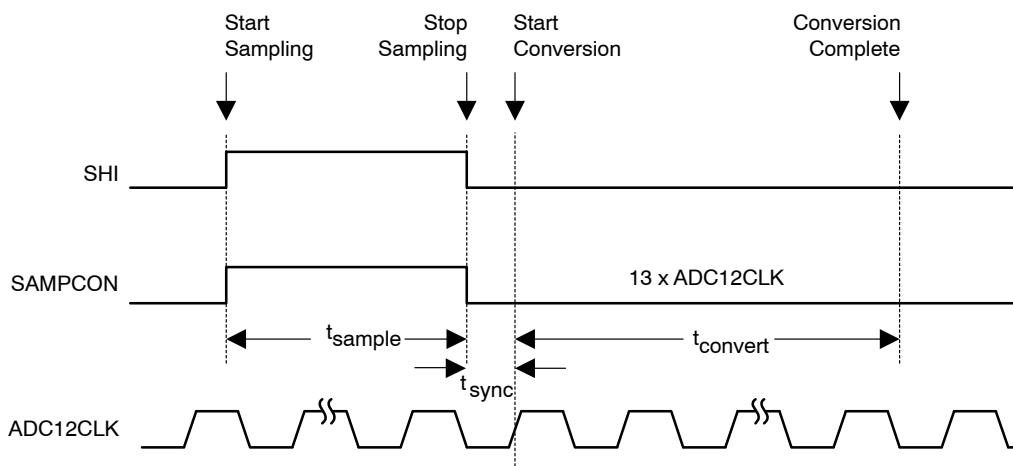 Start
Sampling
Stop
Sampling
Start
Conversion
Conversion
Complete
SHI
SAMPCON
13 x ADC12CLK
tsample
tconvert
tsync
ADC12CLK